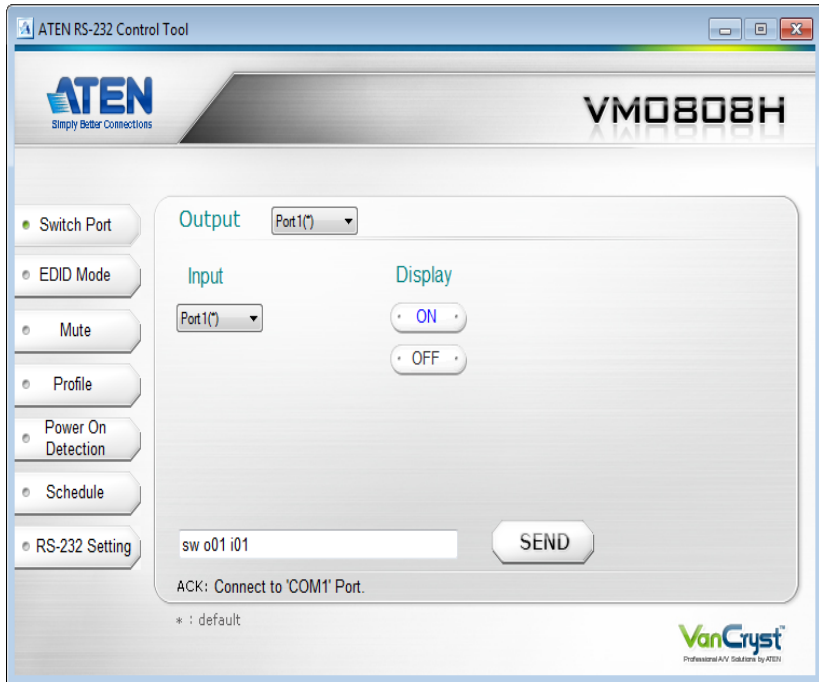 ATEN RS-232 Control Tool
ATEN
Simply Better Connections
VM0808H
Switch Port
EDID Mode
Mute
Profile
Power On
Detection
Schedule
RS-232 Setting
Output
Port1(*)
Input
Display
Port1(*)
ON
OFF
sw o01 i01
SEND
ACK: Connect to 'COM1' Port.
* : default
VanCryst™
Professional A/V Solutions by ATEN